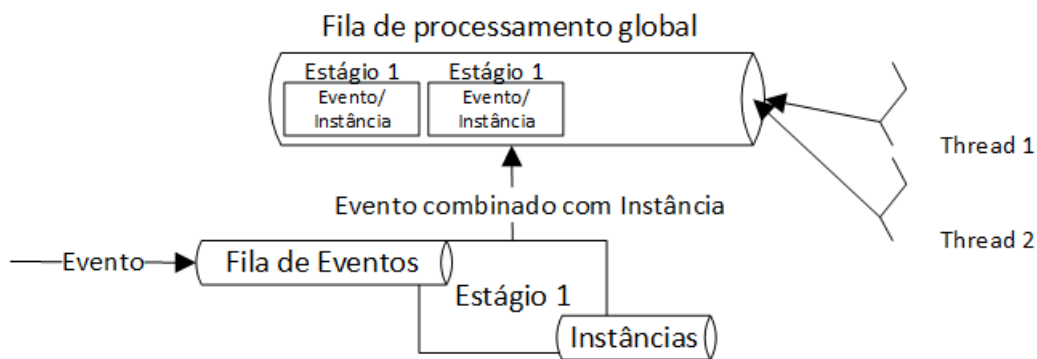 Fila de processamento global
Estágio 1
Estágio 1
Evento/
Instância
Evento/
Instância
Thread 1
Evento combinado com Instância
Thread 2
Evento
Fila de Eventos
Estágio 1
Instâncias